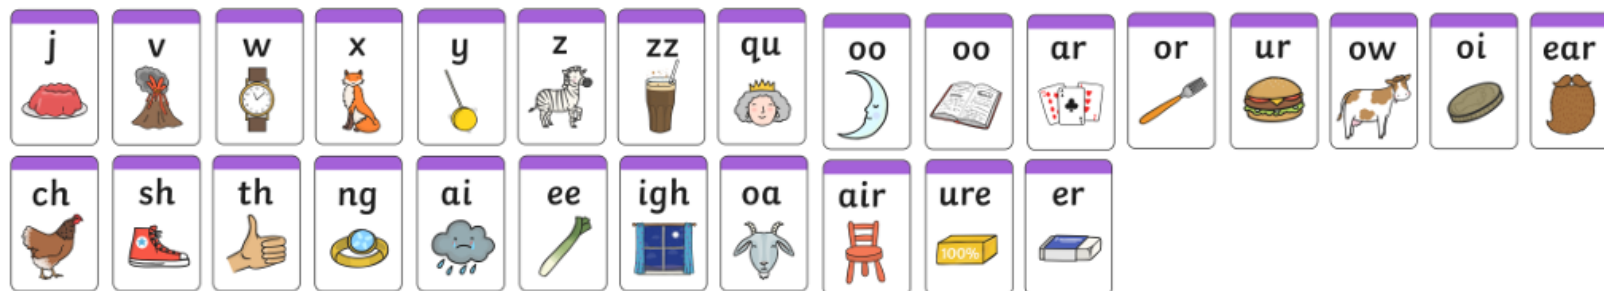 j v w x y z zz qu oo oo ar or ur ow oi ear
ch sh th ng ai ee igh oa air ure er
100%